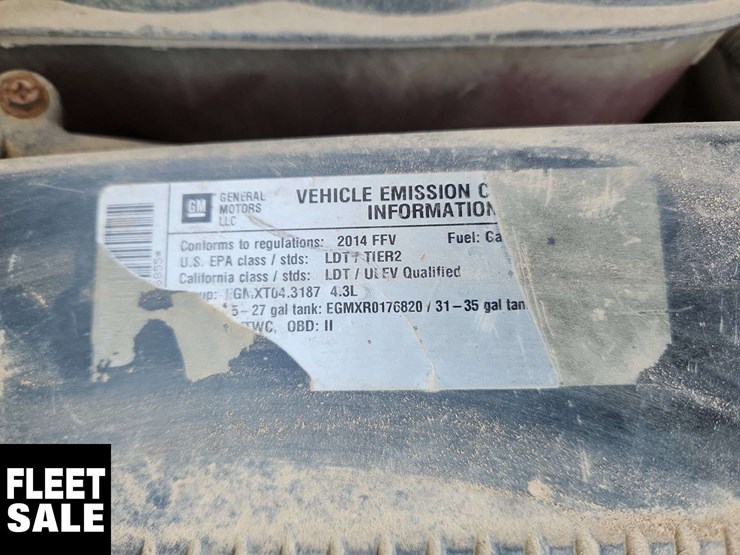 GM GENERAL MOTORS LLC
VEHICLE EMISSION C
INFORMATION
Conforms to regulations: 2014 FFV Fuel: Ga
U.S. EPA class / stds: LDT / TIER2
California class / stds: LDT / ULEV Qualified
up: EGMXT04.3187 4.3L
5-27 gal tank: EGMXR0176820 / 31-35 gal tan
TWC, OBD: II
FLEET
SALE